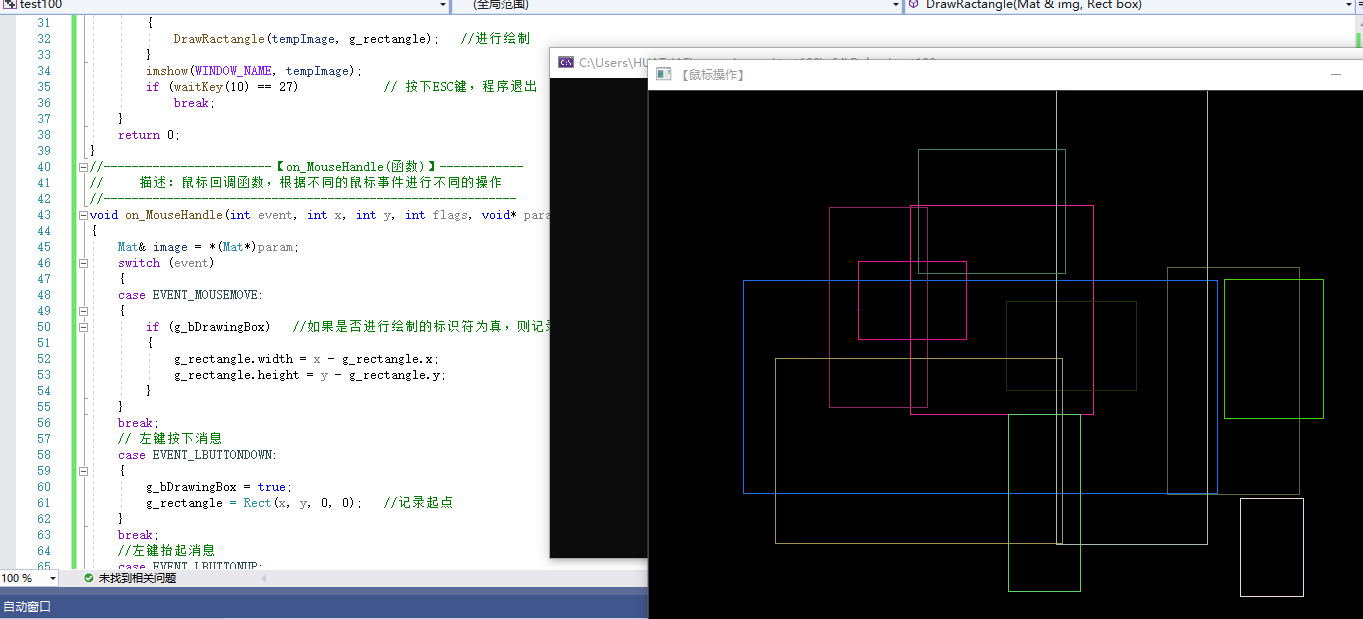 test100
(全局范围)
DrawRactangle(Mat & img, Rect box)
31 {
32 DrawRactangle(tempImage, g_rectangle); //进行绘制
33 }
34 imshow(WINDOW_NAME, tempImage);
35 if (waitKey(10) == 27) // 按下ESC键，程序退出
36 break;
37 }
38 return 0;
39 }
40 //------------------------【on_MouseHandle(函数)】------------
41 // 描述：鼠标回调函数，根据不同的鼠标事件进行不同的操作
42 //-----------------------------------------------------------
43 void on_MouseHandle(int event, int x, int y, int flags, void* para
44 {
45 Mat& image = *(Mat*)param;
46 switch (event)
47 {
48 case EVENT_MOUSEMOVE:
49 {
50 if (g_bDrawingBox) //如果是否进行绘制的标识符为真，则记录
51 {
52 g_rectangle.width = x - g_rectangle.x;
53 g_rectangle.height = y - g_rectangle.y;
54 }
55 }
56 break;
57 // 左键按下消息
58 case EVENT_LBUTTONDOWN:
59 {
60 g_bDrawingBox = true;
61 g_rectangle = Rect(x, y, 0, 0); //记录起点
62 }
63 break;
64 //左键抬起消息
65 case EVENT_LBUTTONUP:
100 %
未找到相关问题
自动窗口
C:\Users\HU
【鼠标操作】